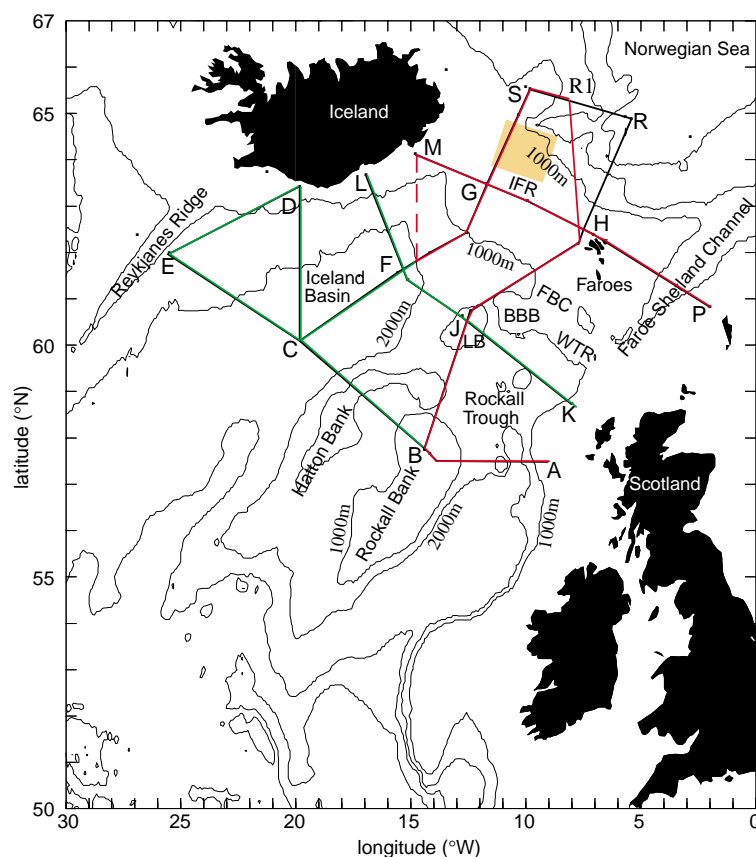 67
Norwegian Sea
S
R1
65
Iceland
R
M
1000m
L
IFR
G
D
H
Reykjanes Ridge
1000m
E
F
Iceland
Basin
Faroes
FBC
Faroe-Shetland Channel
2000m
BBB
P
J
60
LB
WTR
C
Rockall
Trough
K
Hatton Bank
B
A
Scotland
Rockall Bank
1000m
2000m
1000m
55
50
30
25
20
15
10
5
0
latitude (°N)
longitude (°W)